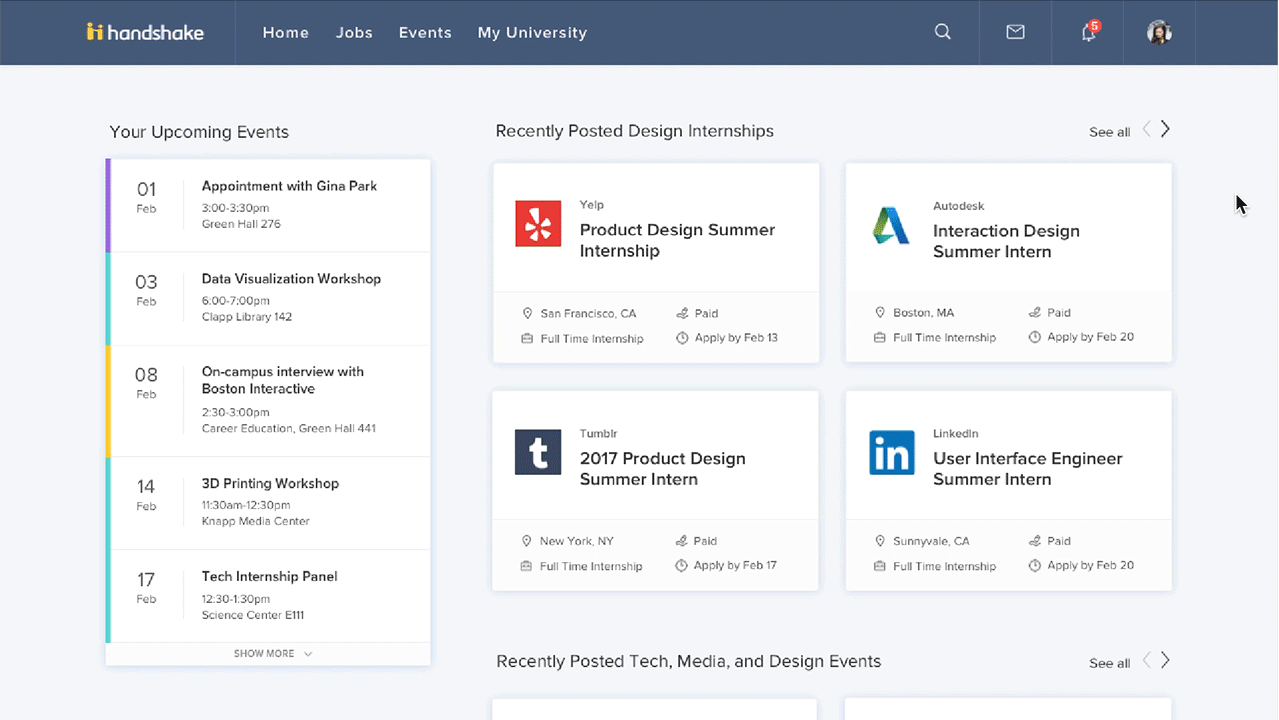 handshake
Home Jobs Events My University
5
Your Upcoming Events
01
Feb
Appointment with Gina Park
3:00-3:30pm
Green Hall 276
03
Feb
Data Visualization Workshop
6:00-7:00pm
Clapp Library 142
08
Feb
On-campus interview with
Boston Interactive
2:30-3:00pm
Career Education, Green Hall 441
14
Feb
3D Printing Workshop
11:30am-12:30pm
Knapp Media Center
17
Feb
Tech Internship Panel
12:30-1:30pm
Science Center E111
SHOW MORE
Recently Posted Design Internships
See all
Yelp
Product Design Summer
Internship
San Francisco, CA
Paid
Full Time Internship
Apply by Feb 13
Autodesk
Interaction Design
Summer Intern
Boston, MA
Paid
Full Time Internship
Apply by Feb 20
t
Tumblr
2017 Product Design
Summer Intern
New York, NY
Paid
Full Time Internship
Apply by Feb 17
in
LinkedIn
User Interface Engineer
Summer Intern
Sunnyvale, CA
Paid
Full Time Internship
Apply by Feb 20
Recently Posted Tech, Media, and Design Events
See all